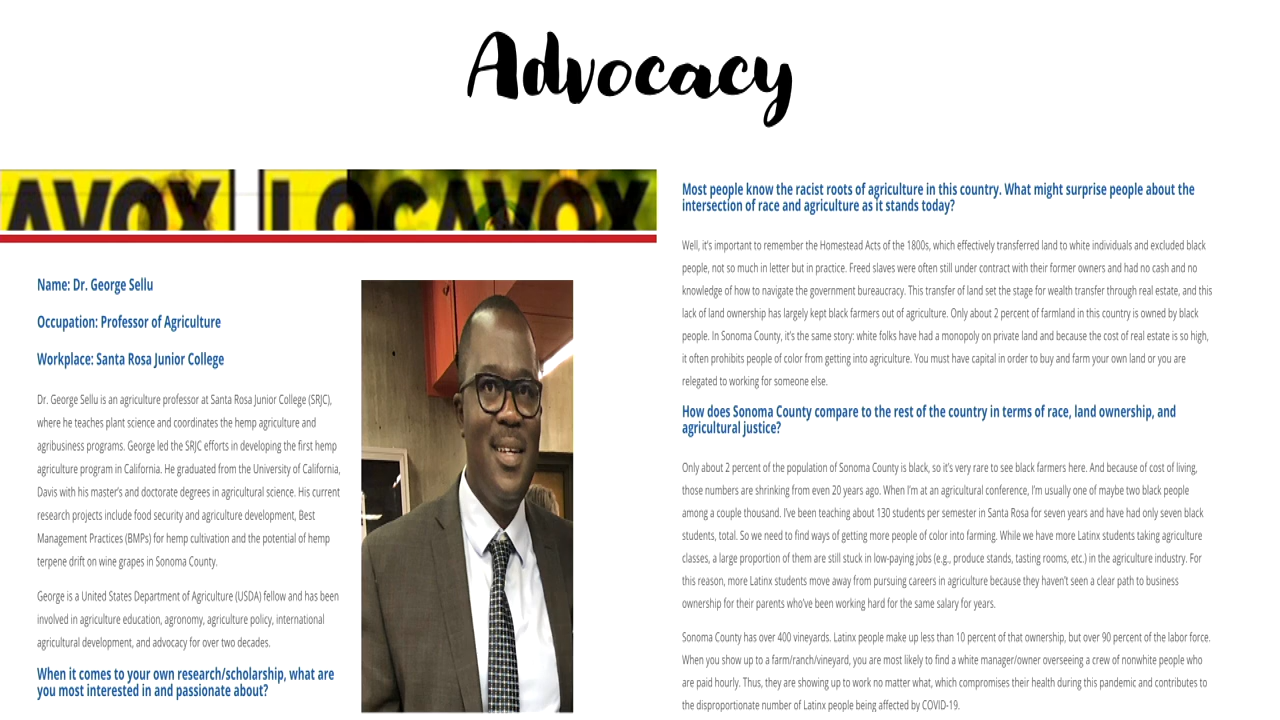 Advocacy
AVOX LOCAVOX
Name: Dr. George Sellu
Occupation: Professor of Agriculture
Workplace: Santa Rosa Junior College
Dr. George Sellu is an agriculture professor at Santa Rosa Junior College (SRJC),
where he teaches plant science and coordinates the hemp agriculture and
agribusiness programs. George led the SRJC efforts in developing the first hemp
agriculture program in California. He graduated from the University of California,
Davis with his master's and doctorate degrees in agricultural science. His current
research projects include food security and agriculture development, Best
Management Practices (BMPs) for hemp cultivation and the potential of hemp
terpene drift on wine grapes in Sonoma County.
George is a United States Department of Agriculture (USDA) fellow and has been
involved in agriculture education, agronomy, agriculture policy, international
agricultural development, and advocacy for over two decades.
When it comes to your own research/scholarship, what are
you most interested in and passionate about?
Most people know the racist roots of agriculture in this country. What might surprise people about the
intersection of race and agriculture as it stands today?
Well, it's important to remember the Homestead Acts of the 1800s, which effectively transferred land to white individuals and excluded black
people, not so much in letter but in practice. Freed slaves were often still under contract with their former owners and had no cash and no
knowledge of how to navigate the government bureaucracy. This transfer of land set the stage for wealth transfer through real estate, and this
lack of land ownership has largely kept black farmers out of agriculture. Only about 2 percent of farmland in this country is owned by black
people. In Sonoma County, it's the same story: white folks have had a monopoly on private land and because the cost of real estate is so high,
it often prohibits people of color from getting into agriculture. You must have capital in order to buy and farm your own land or you are
relegated to working for someone else.
How does Sonoma County compare to the rest of the country in terms of race, land ownership, and
agricultural justice?
Only about 2 percent of the population of Sonoma County is black, so it's very rare to see black farmers here. And because of cost of living,
those numbers are shrinking from even 20 years ago. When I'm at an agricultural conference, I'm usually one of maybe two black people
among a couple thousand. I've been teaching about 130 students per semester in Santa Rosa for seven years and have had only seven black
students, total. So we need to find ways of getting more people of color into farming. While we have more Latinx students taking agriculture
classes, a large proportion of them are still stuck in low-paying jobs (e.g., produce stands, tasting rooms, etc.) in the agriculture industry. For
this reason, more Latinx students move away from pursuing careers in agriculture because they haven't seen a clear path to business
ownership for their parents who've been working hard for the same salary for years.
Sonoma County has over 400 vineyards. Latinx people make up less than 10 percent of that ownership, but over 90 percent of the labor force.
When you show up to a farm/ranch/vineyard, you are most likely to find a white manager/owner overseeing a crew of nonwhite people who
are paid hourly. Thus, they are showing up to work no matter what, which compromises their health during this pandemic and contributes to
the disproportionate number of Latinx people being affected by COVID-19.